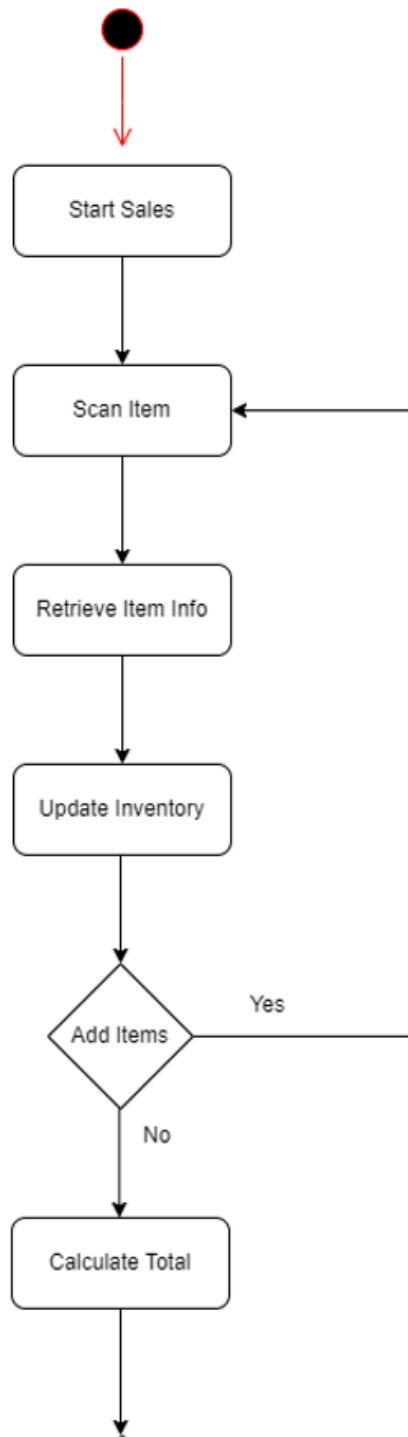 Start Sales
Scan Item
Retrieve Item Info
Update Inventory
Yes
Add Items
No
Calculate Total